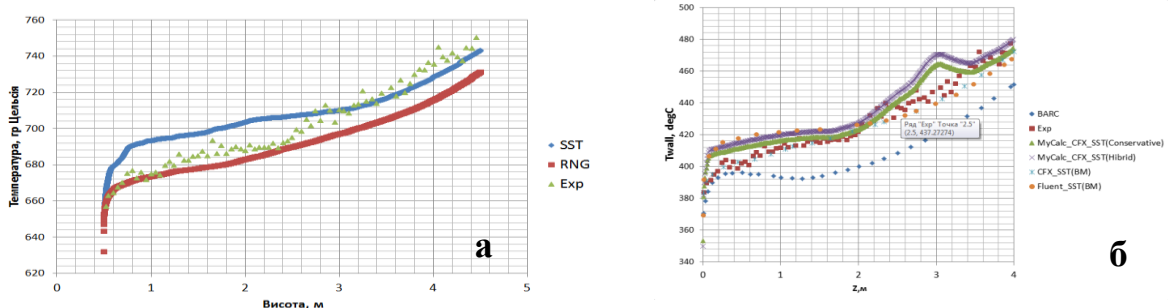 760
740
720
700
680
660
640
620
0
1
2
3
4
5
Температура, гр Цельсія
Висота, м
SST
RNG
Exp
а
500
480
460
440
420
400
380
360
340
0
1
2
3
4
Twall, degC
z,м
Ряд "Exp" Точка "2.5"
(2.5, 437.27274)
BARC
Exp
MyCalc_CFX_SST(Conservative)
MyCalc_CFX_SST(Hibrid)
CFX_SST(BM)
Fluent_SST(BM)
б